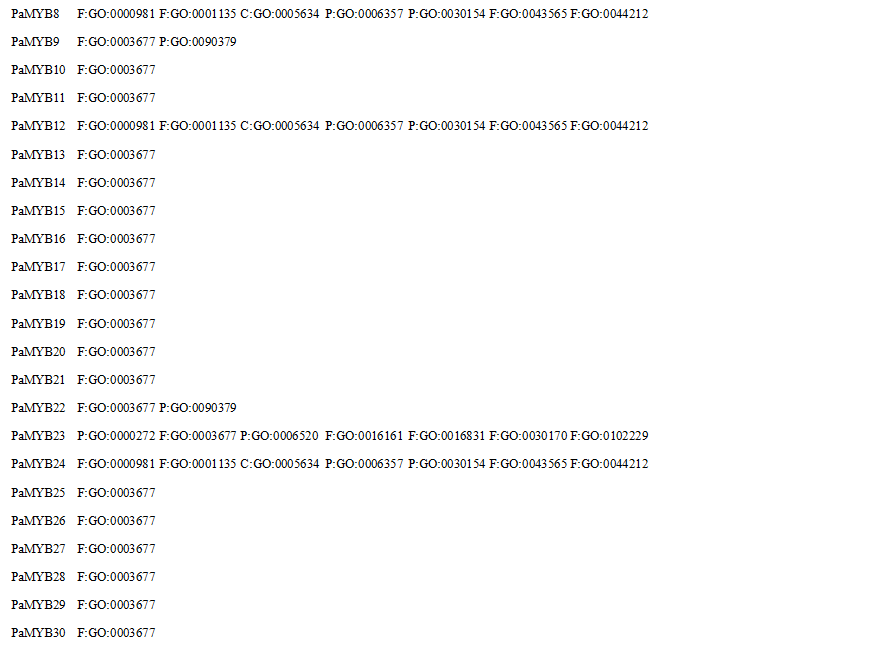 PaMYB8 F:GO:0000981 F:GO:0001135 C:GO:0005634 P:GO:0006357 P:GO:0030154 F:GO:0043565 F:GO:0044212
PaMYB9 F:GO:0003677 P:GO:0090379
PaMYB10 F:GO:0003677
PaMYB11 F:GO:0003677
PaMYB12 F:GO:0000981 F:GO:0001135 C:GO:0005634 P:GO:0006357 P:GO:0030154 F:GO:0043565 F:GO:0044212
PaMYB13 F:GO:0003677
PaMYB14 F:GO:0003677
PaMYB15 F:GO:0003677
PaMYB16 F:GO:0003677
PaMYB17 F:GO:0003677
PaMYB18 F:GO:0003677
PaMYB19 F:GO:0003677
PaMYB20 F:GO:0003677
PaMYB21 F:GO:0003677
PaMYB22 F:GO:0003677 P:GO:0090379
PaMYB23 P:GO:0000272 F:GO:0003677 P:GO:0006520 F:GO:0016161 F:GO:0016831 F:GO:0030170 F:GO:0102229
PaMYB24 F:GO:0000981 F:GO:0001135 C:GO:0005634 P:GO:0006357 P:GO:0030154 F:GO:0043565 F:GO:0044212
PaMYB25 F:GO:0003677
PaMYB26 F:GO:0003677
PaMYB27 F:GO:0003677
PaMYB28 F:GO:0003677
PaMYB29 F:GO:0003677
PaMYB30 F:GO:0003677